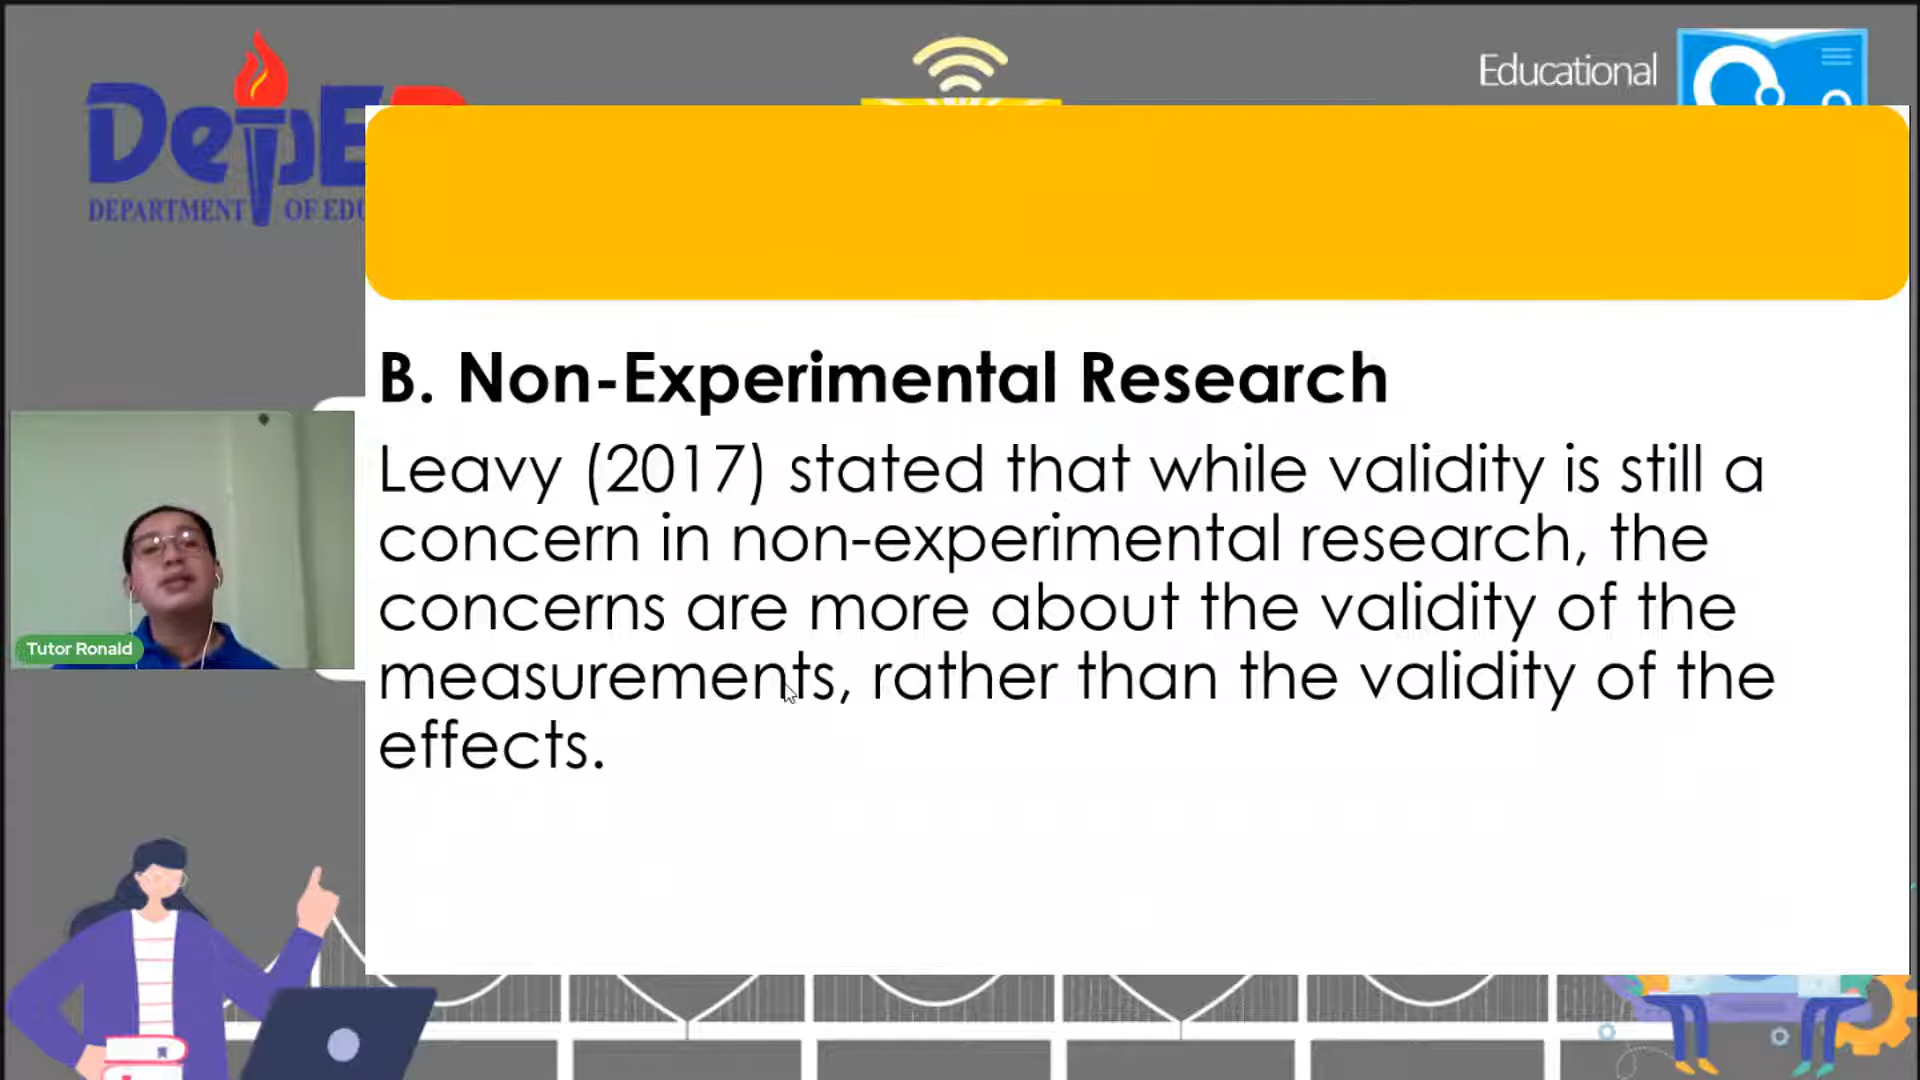 DepE
DEPARTMENT OF EDU
Educational
B. Non-Experimental Research
Leavy (2017) stated that while validity is still a
concern in non-experimental research, the
concerns are more about the validity of the
measurements, rather than the validity of the
effects.
Tutor Ronald